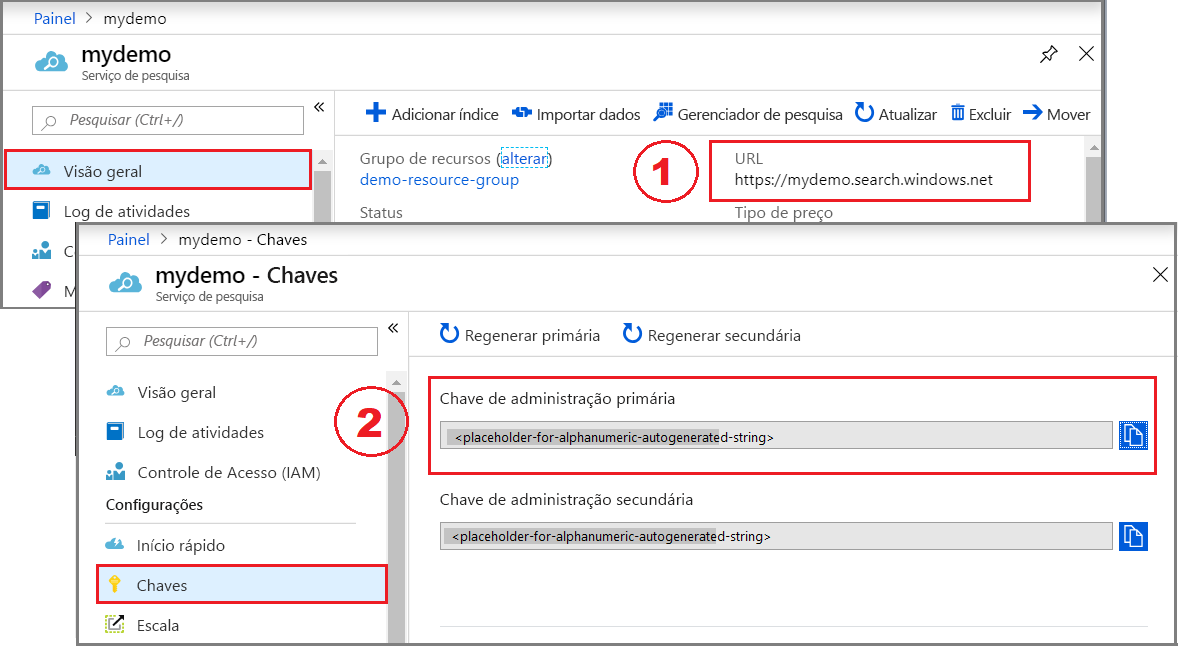 Painel > mydemo
mydemo
Serviço de pesquisa
Pesquisar (Ctrl+/)
«
Adicionar índice
Importar dados
Gerenciador de pesquisa
Atualizar
Excluir
Mover
Visão geral
Log de atividades
C
M
Grupo de recursos (alterar)
demo-resource-group
Status
1
URL
https://mydemo.search.windows.net
Tipo de preço
Painel > mydemo - Chaves
mydemo - Chaves
Serviço de pesquisa
Pesquisar (Ctrl+/)
«
Visão geral
Log de atividades
Controle de Acesso (IAM)
Configurações
Início rápido
Chaves
Escala
Regenerar primária
Regenerar secundária
2
Chave de administração primária
<placeholder-for-alphanumeric-autogenerated-string>
Chave de administração secundária
<placeholder-for-alphanumeric-autogenerated-string>